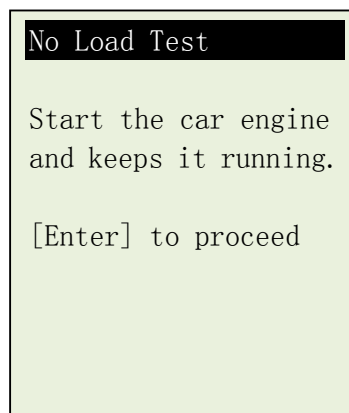 No Load Test
Start the car engine
and keeps it running.
[Enter] to proceed